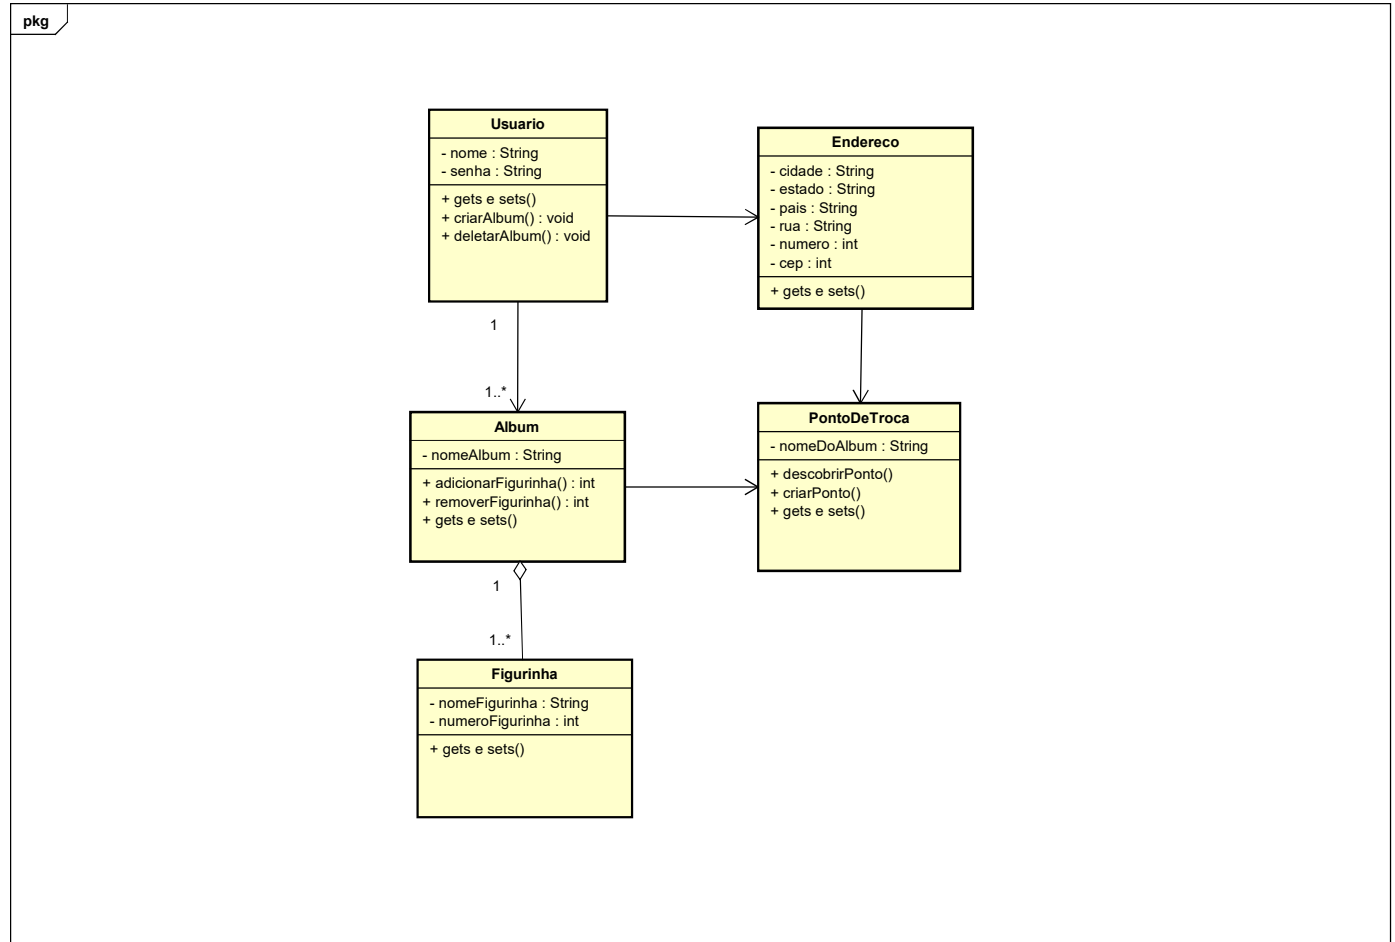 pkg
Usuario
- nome : String
- senha : String
+ gets e sets()
+ criarAlbum() : void
+ deletarAlbum() : void
Endereco
- cidade : String
- estado : String
- pais : String
- rua : String
- numero : int
- cep : int
+ gets e sets()
1
1..*
Album
- nomeAlbum : String
+ adicionarFigurinha() : int
+ removerFigurinha() : int
+ gets e sets()
PontoDeTroca
- nomeDoAlbum : String
+ descobrirPonto()
+ criarPonto()
+ gets e sets()
1
1..*
Figurinha
- nomeFigurinha : String
- numeroFigurinha : int
+ gets e sets()